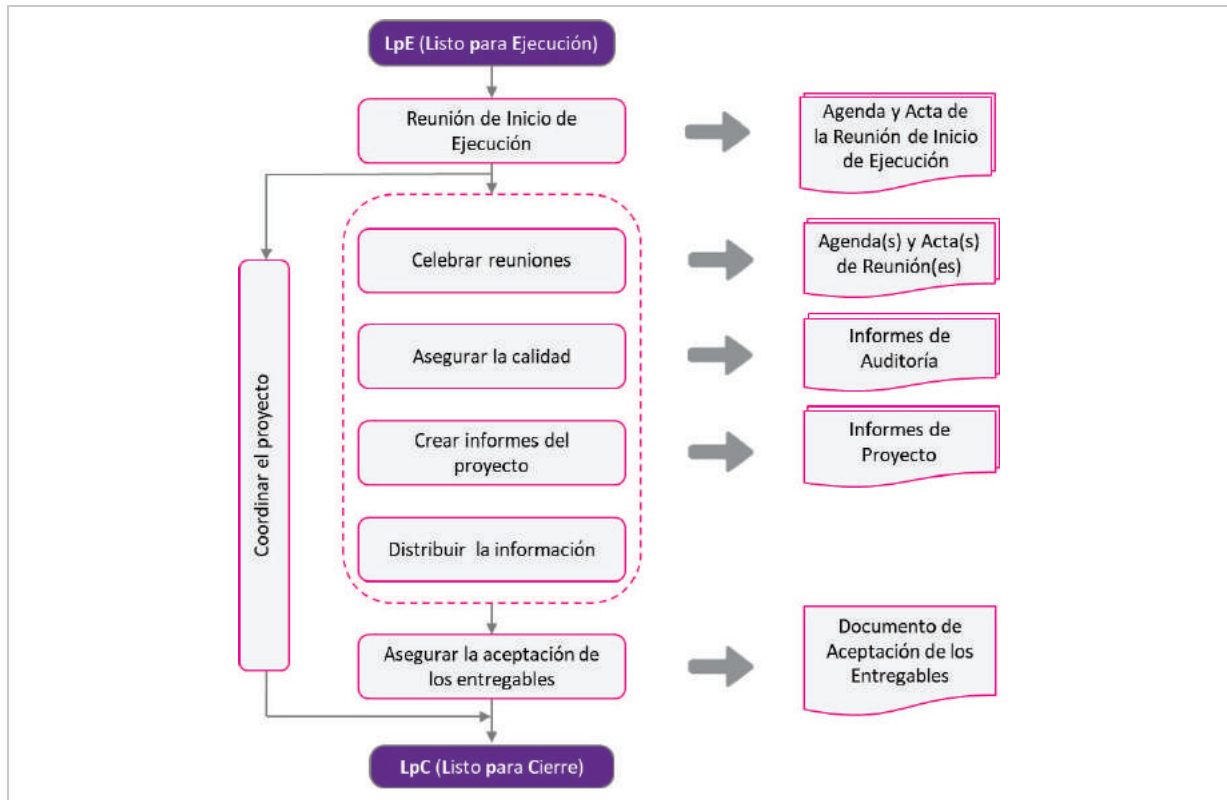 LpE (Listo para Ejecución)
Reunión de Inicio de
Ejecución
Agenda y Acta de
la Reunión de Inicio
de Ejecución
Coordinar el proyecto
Celebrar reuniones
Agenda(s) y Acta(s)
de Reunión(es)
Asegurar la calidad
Informes de
Auditoría
Crear informes del
proyecto
Informes de
Proyecto
Distribuir la información
Asegurar la aceptación de
los entregables
Documento de
Aceptación de los
Entregables
LpC (Listo para Cierre)